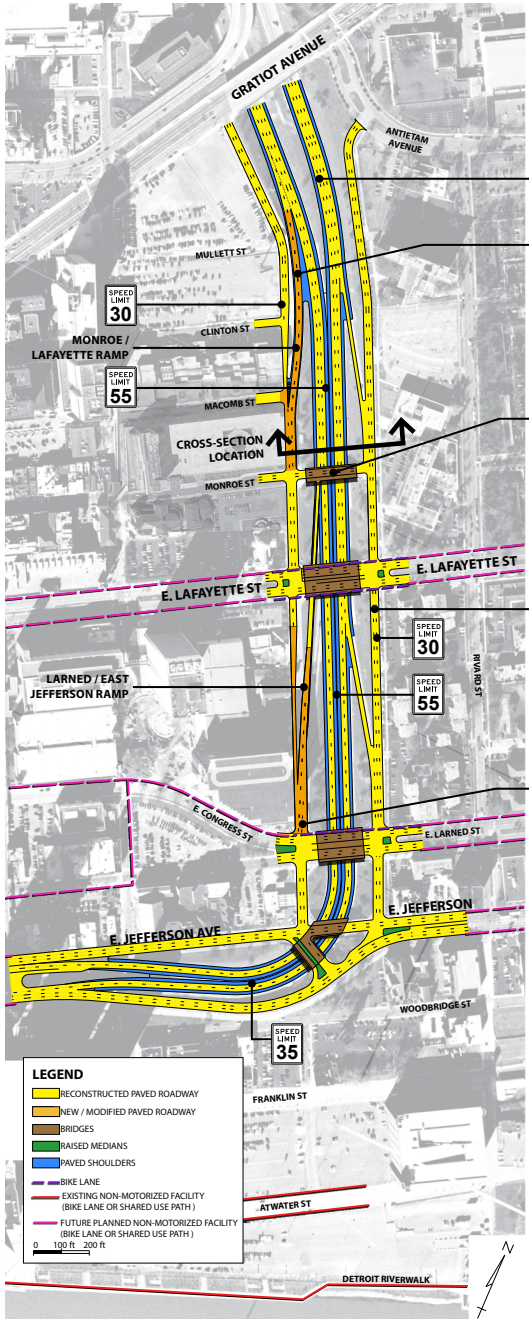 GRATIOT AVENUE
ANTIETAM
AVENUE
MULLETT ST
SPEED
LIMIT
30
CLINTON ST
MONROE /
LAFAYETTE RAMP
SPEED
LIMIT
55
MACOMB ST
CROSS-SECTION
LOCATION
MONROE ST
E. LAFAYETTE ST
E. LAFAYETTE ST
SPEED
LIMIT
30
RIVARD ST
LARNED / EAST
JEFFERSON RAMP
SPEED
LIMIT
55
E. CONGRESS ST
E. LARNED ST
E. JEFFERSON
E. JEFFERSON AVE
WOODBRIDGE ST
SPEED
LIMIT
35
LEGEND
RECONSTRUCTED PAVED ROADWAY
NEW / MODIFIED PAVED ROADWAY
BRIDGES
RAISED MEDIANS
PAVED SHOULDERS
BIKE LANE
EXISTING NON-MOTORIZED FACILITY
(BIKE LANE OR SHARED USE PATH )
FUTURE PLANNED NON-MOTORIZED FACILITY
(BIKE LANE OR SHARED USE PATH)
0 100 ft 200 ft
FRANKLIN ST
ATWATER ST
DETROIT RIVERWALK
N